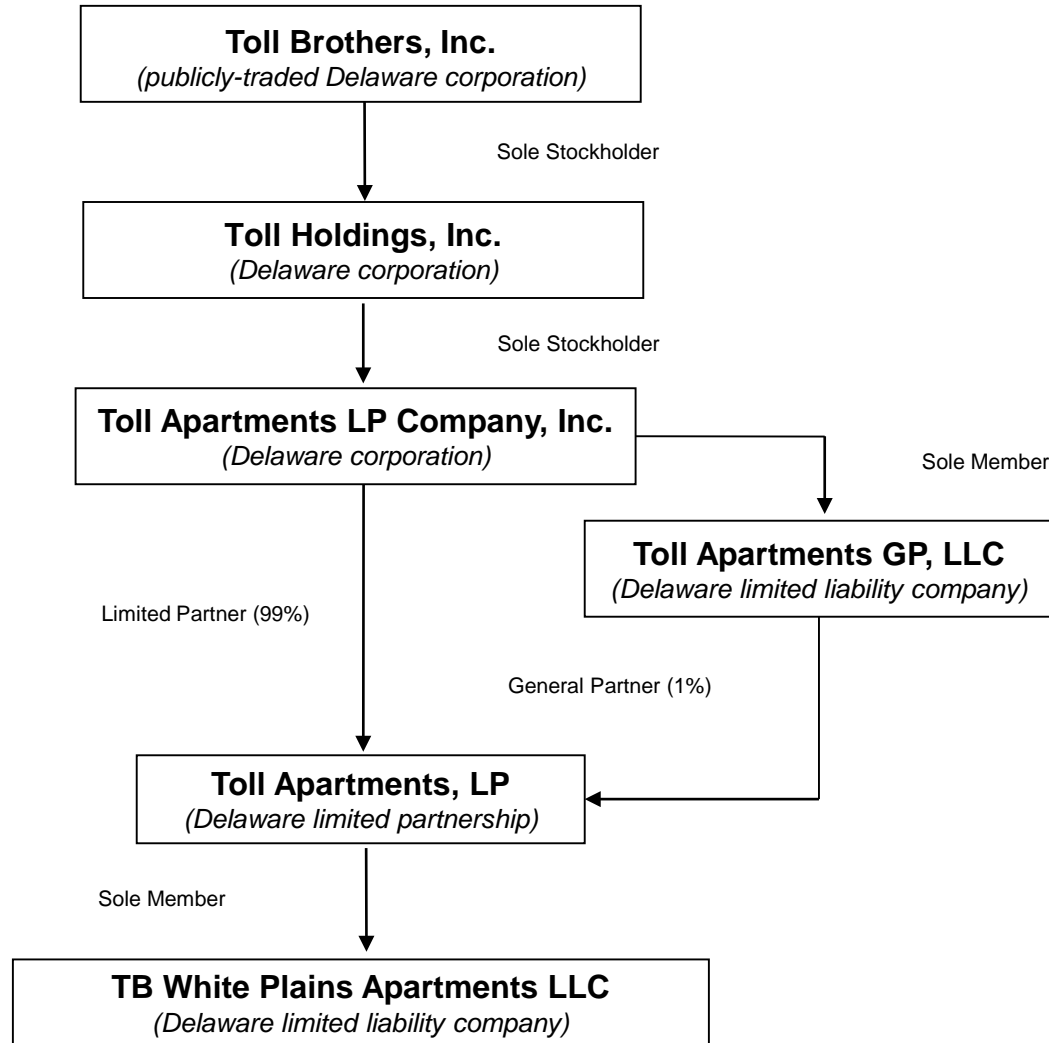 Toll Brothers, Inc.
(publicly-traded Delaware corporation)
Sole Stockholder
Toll Holdings, Inc.
(Delaware corporation)
Sole Stockholder
Toll Apartments LP Company, Inc.
(Delaware corporation)
Sole Member
Toll Apartments GP, LLC
(Delaware limited liability company)
Limited Partner (99%)
General Partner (1%)
Toll Apartments, LP
(Delaware limited partnership)
Sole Member
TB White Plains Apartments LLC
(Delaware limited liability company)